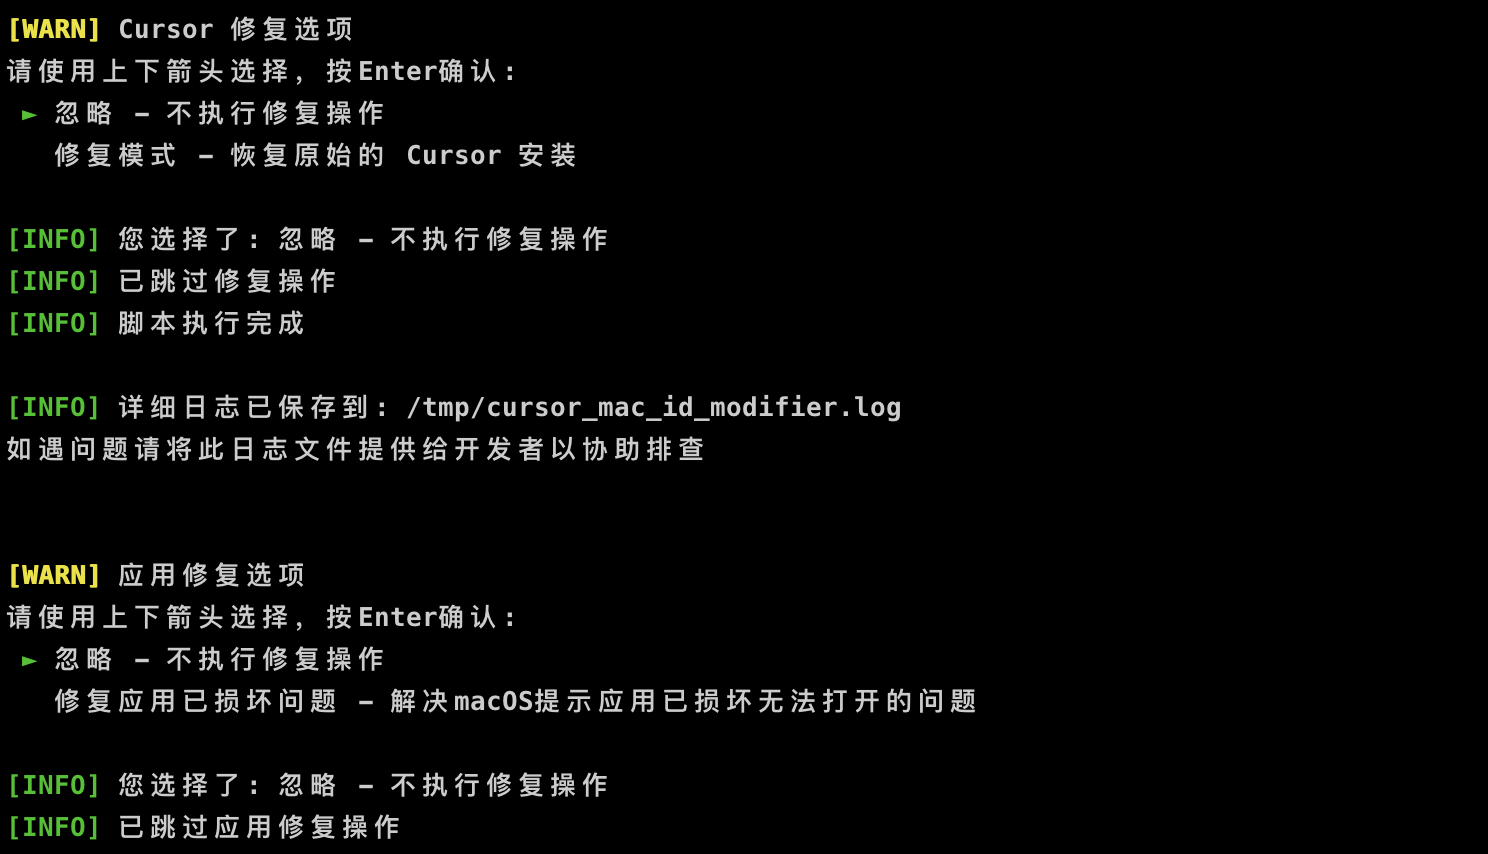 [WARN] Cursor 修复选项
请使用上下箭头选择, 按Enter确认:
► 忽略 – 不执行修复操作
修复模式 – 恢复原始的 Cursor 安装
[INFO] 您选择了: 忽略 – 不执行修复操作
[INFO] 已跳过修复操作
[INFO] 脚本执行完成
[INFO] 详细日志已保存到: /tmp/cursor_mac_id_modifier.log
如遇问题请将此日志文件提供给开发者以协助排查
[WARN] 应用修复选项
请使用上下箭头选择, 按Enter确认:
► 忽略 – 不执行修复操作
修复应用已损坏问题 – 解决macOS提示应用已损坏无法打开的问题
[INFO] 您选择了: 忽略 – 不执行修复操作
[INFO] 已跳过应用修复操作